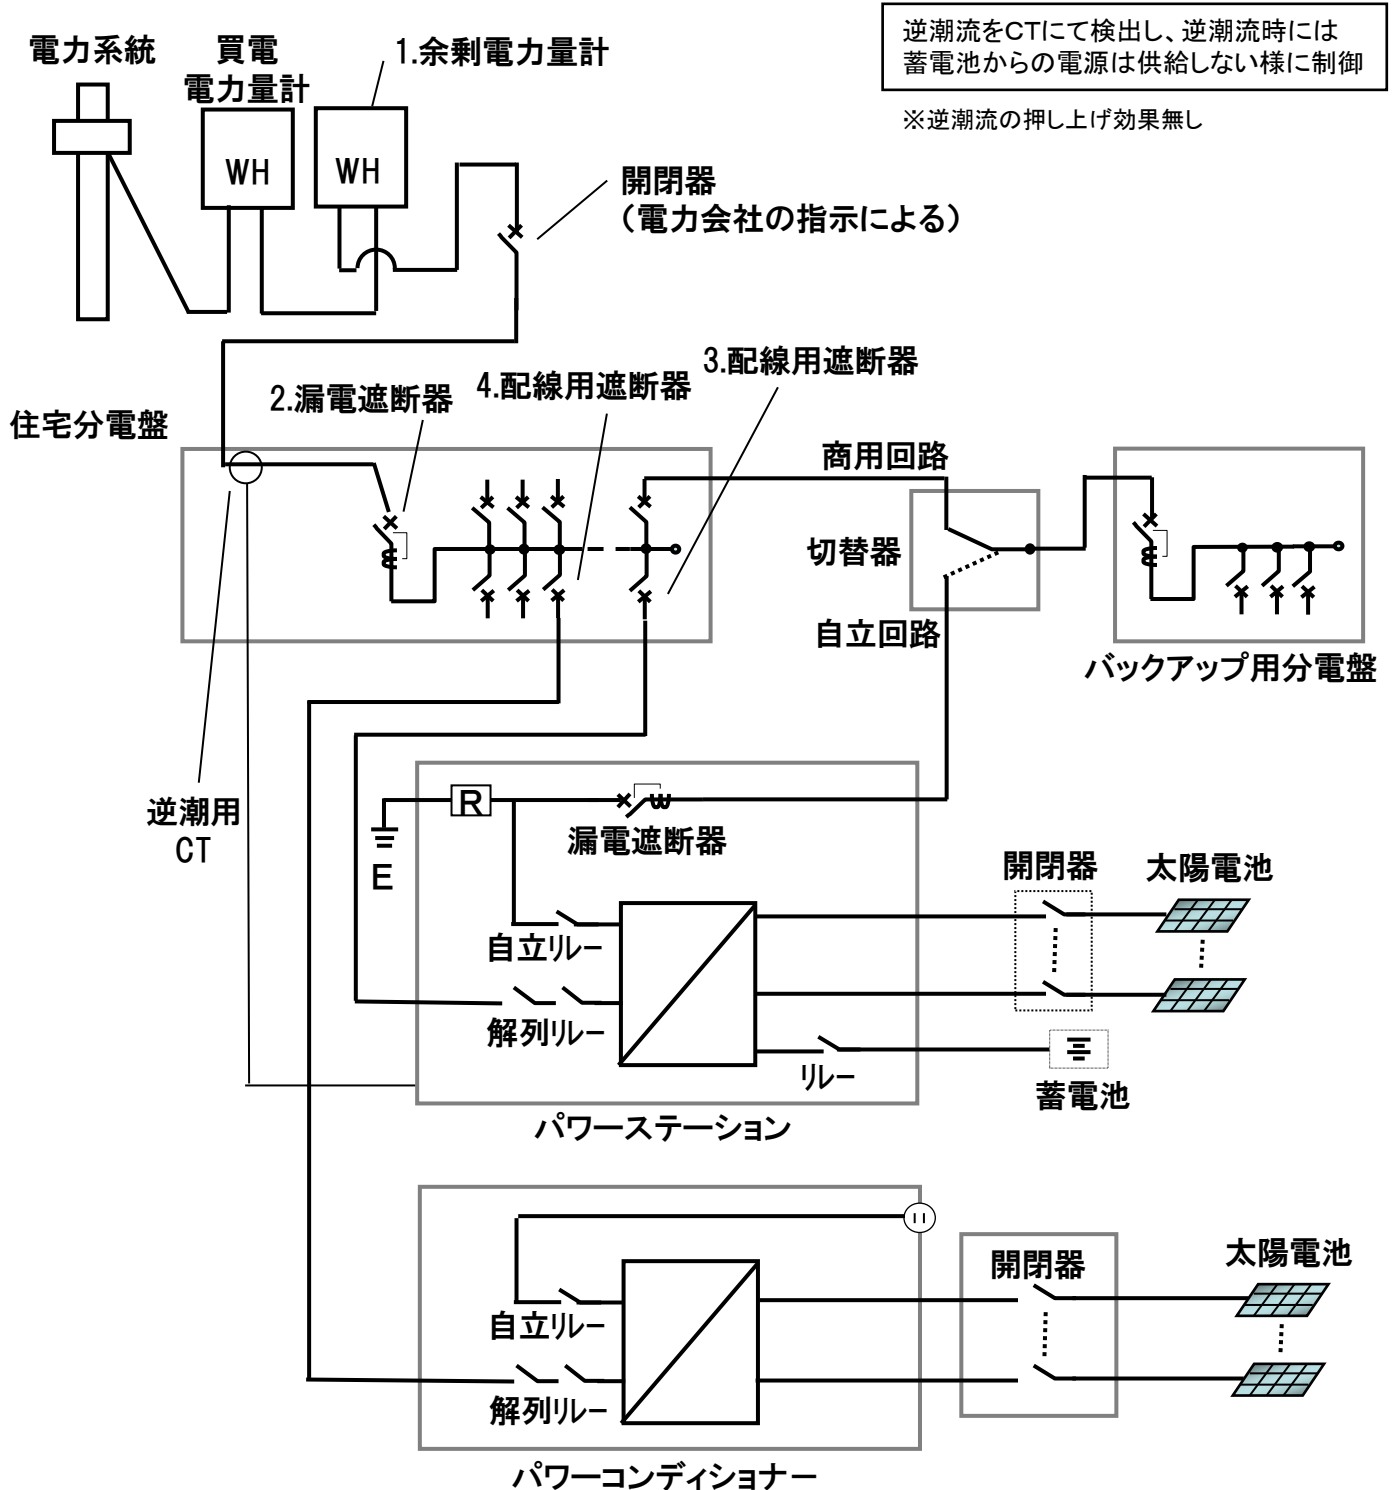 逆潮流をCTにて検出し、逆潮流時には
蓄電池からの電源は供給しない様に制御
※逆潮流の押し上げ効果無し
電力系統
買電
電力量計
1.余剰電力量計
WH
WH
開閉器
(電力会社の指示による)
住宅分電盤
2.漏電遮断器
4.配線用遮断器
3.配線用遮断器
商用回路
切替器
自立回路
バックアップ用分電盤
逆潮用
CT
R
E
漏電遮断器
自立リレー
解列リレー
リレー
開閉器
太陽電池
蓄電池
パワーステーション
自立リレー
解列リレー
開閉器
太陽電池
パワーコンディショナー